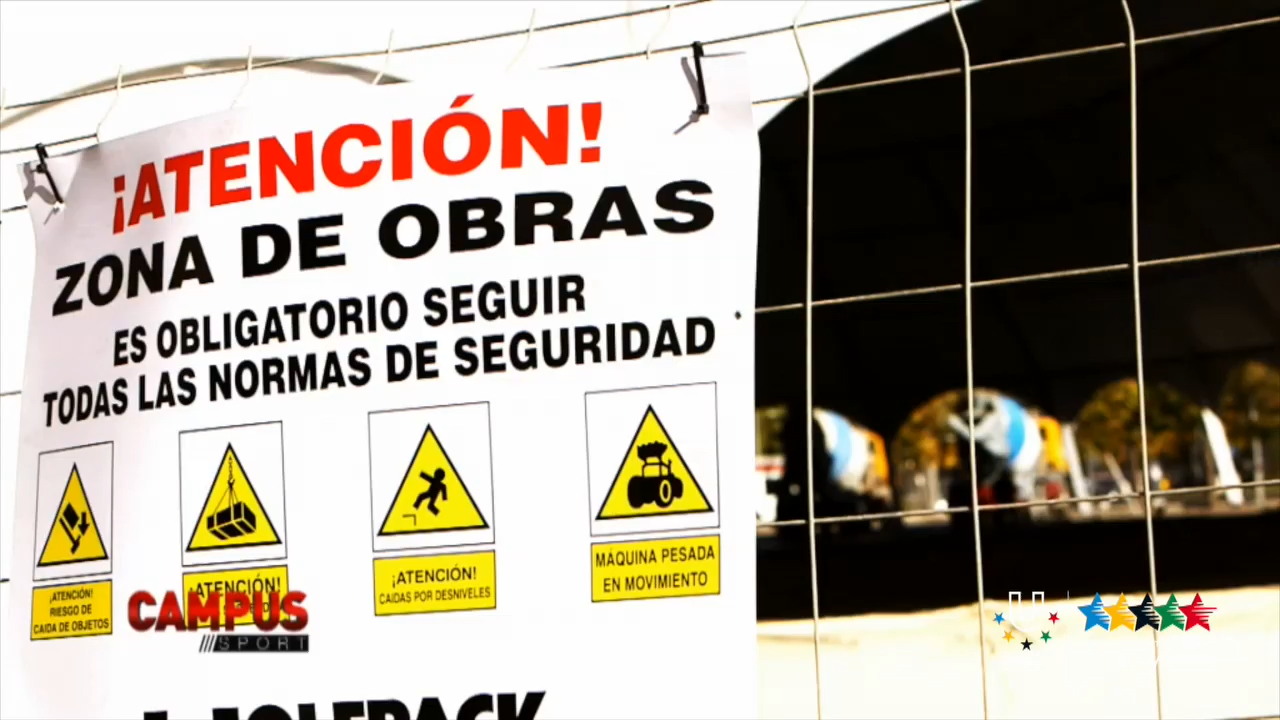 ¡ATENCIÓN!
ZONA DE OBRAS
ES OBLIGATORIO SEGUIR
TODAS LAS NORMAS DE SEGURIDAD
¡ATENCIÓN!
RIESGO DE
CAIDA DE OBJETOS
¡ATENCIÓN!
¡ATENCIÓN!
CAIDAS POR DESNIVELES
MÁQUINA PESADA
EN MOVIMIENTO
CAMPUS
SPORT